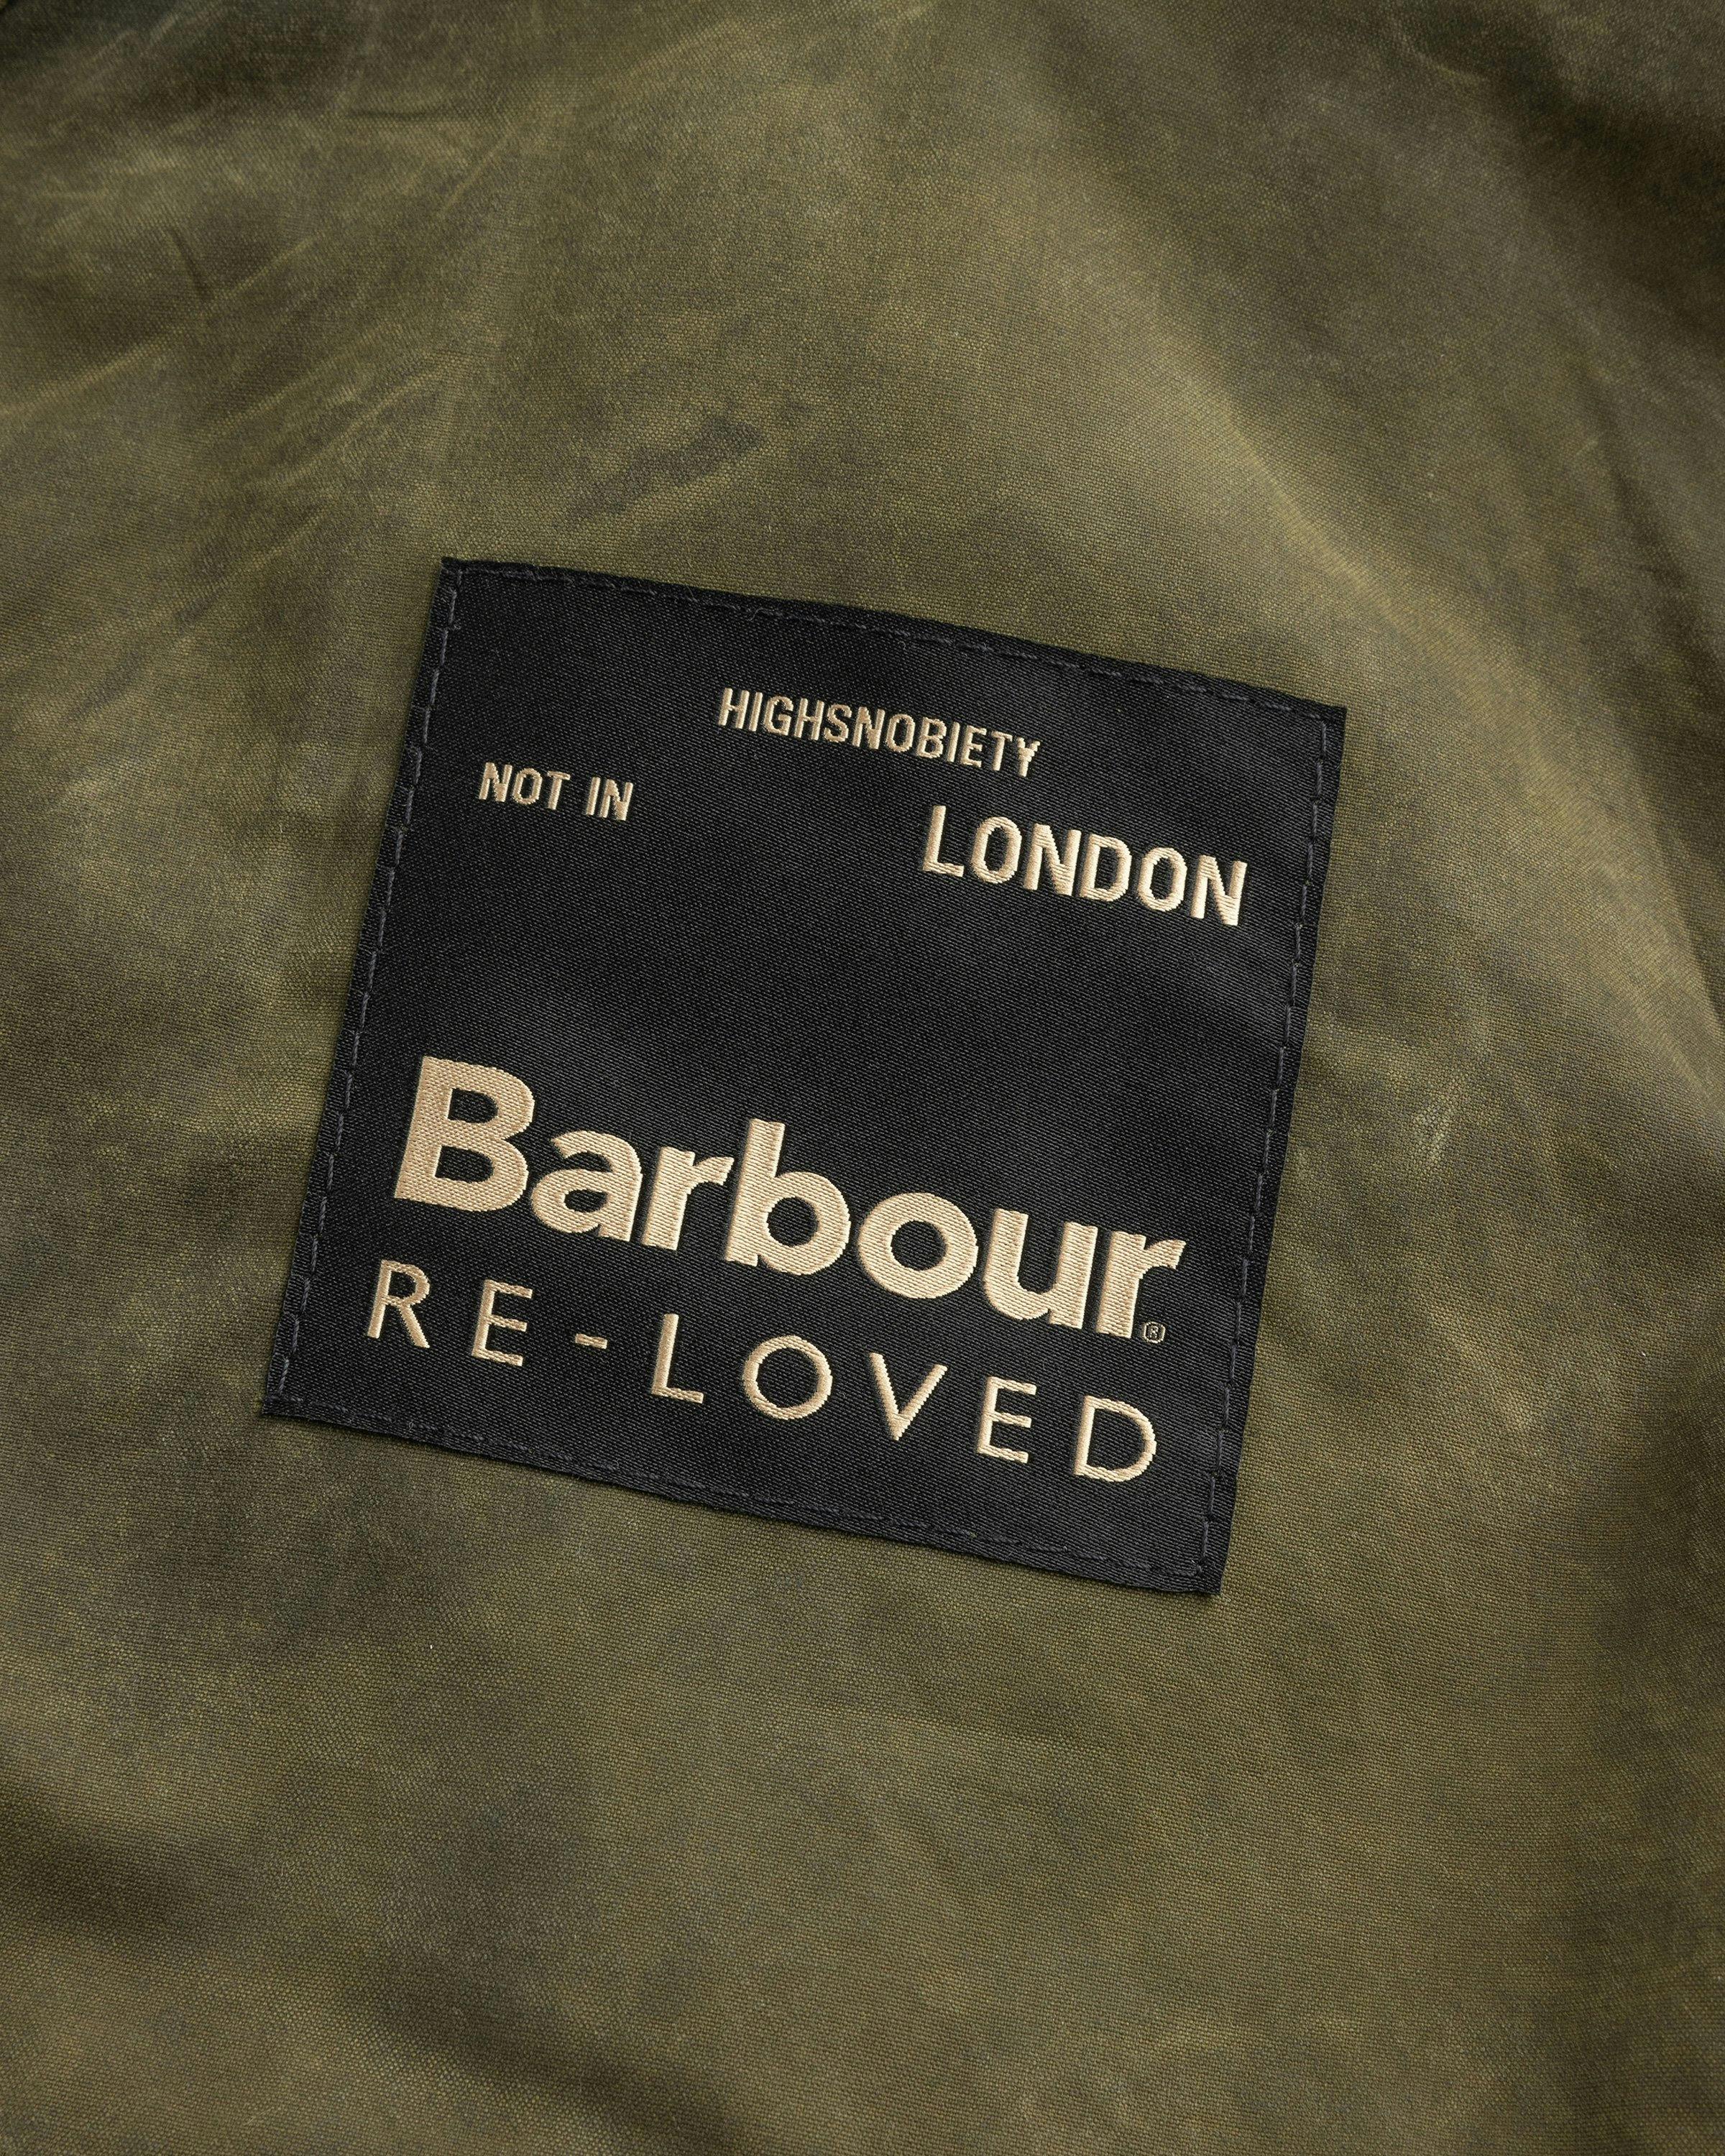 HIGHSNOBIETY
NOT IN LONDON
Barbour®
RE-LOVED